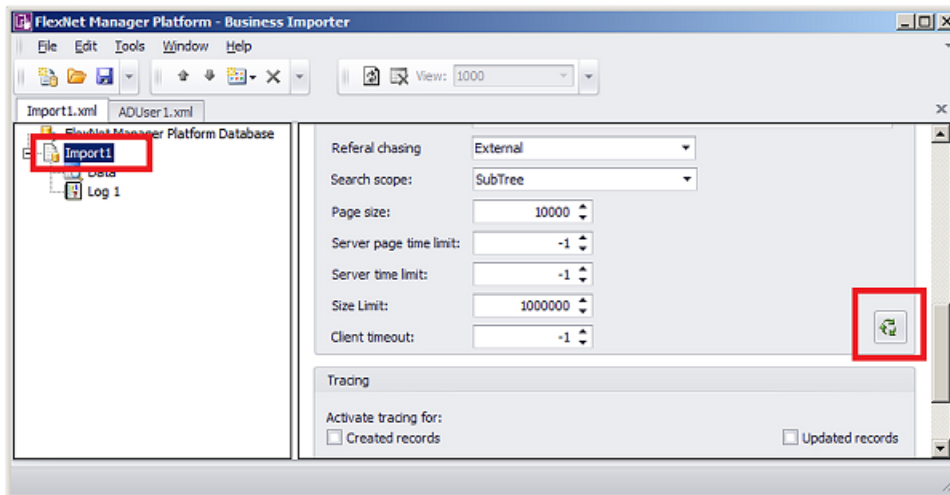 FlexNet Manager Platform - Business Importer
File Edit Tools Window Help
View: 1000
Import1.xml ADUser1.xml
FlexNet Manager Platform Database
Import1
Data
Log 1
Referal chasing External
Search scope: SubTree
Page size: 10000
Server page time limit: -1
Server time limit: -1
Size Limit: 1000000
Client timeout: -1
Tracing
Activate tracing for:
Created records Updated records